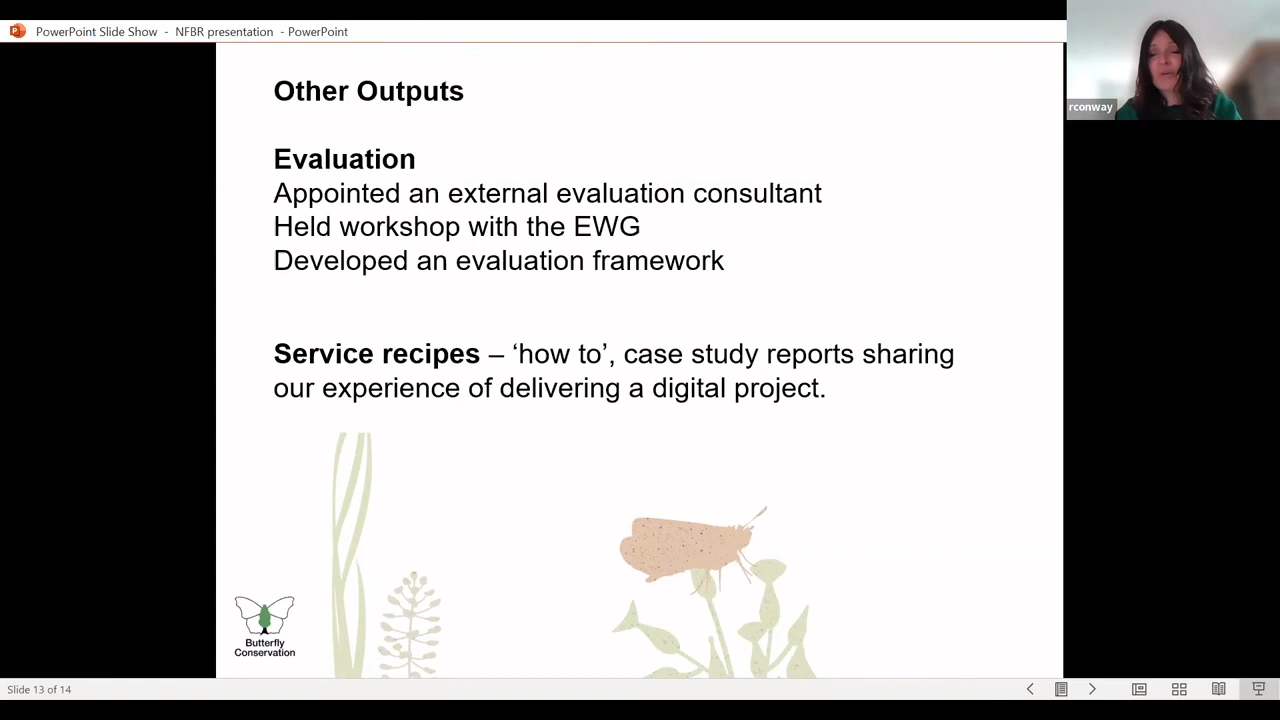 PowerPoint Slide Show - NFBR presentation - PowerPoint
rconway
Other Outputs
Evaluation
Appointed an external evaluation consultant
Held workshop with the EWG
Developed an evaluation framework
Service recipes – ‘how to’, case study reports sharing
our experience of delivering a digital project.
Butterfly
Conservation
Slide 13 of 14